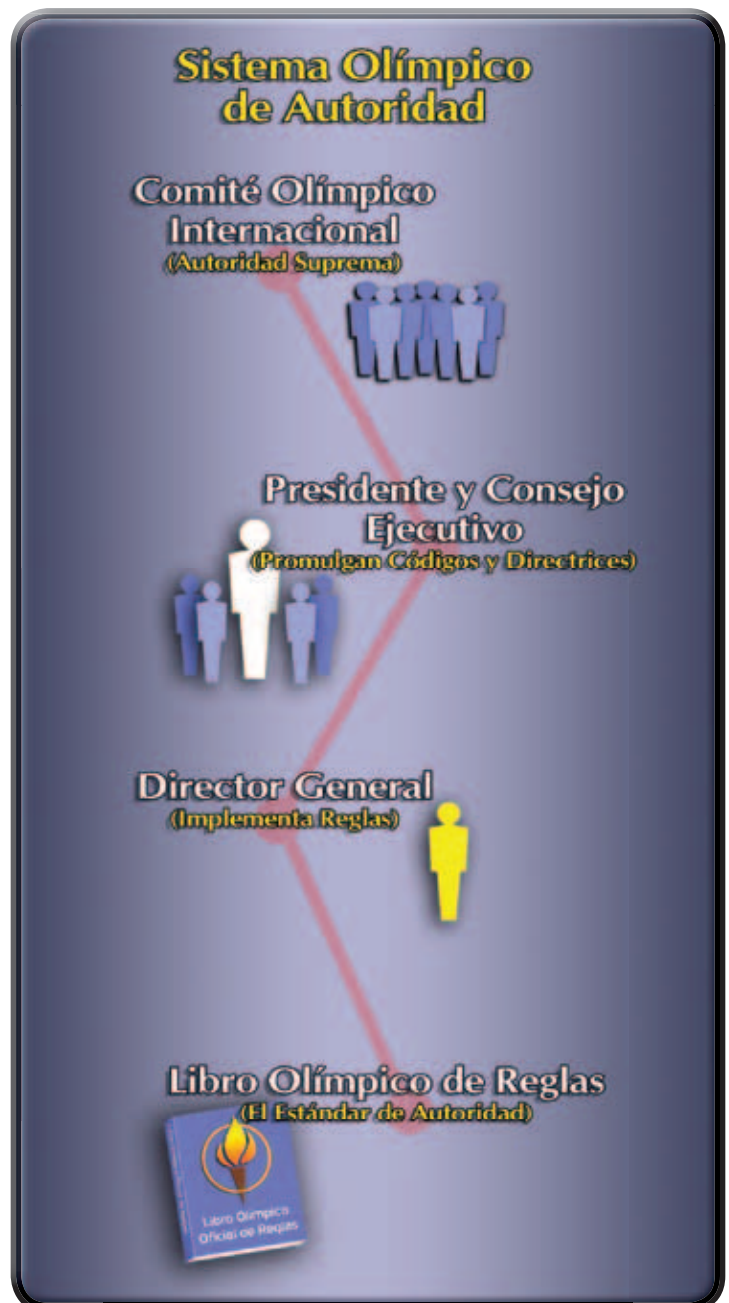 Sistema Olímpico
de Autoridad
Comité Olímpico
Internacional
(Autoridad Suprema)
Presidente y Consejo
Ejecutivo
(Promulgan Códigos y Directrices)
Director General
(Implementa Reglas)
Libro Olímpico de Reglas
(El Estándar de Autoridad)
Libro Olímpico
Oficial de Reglas